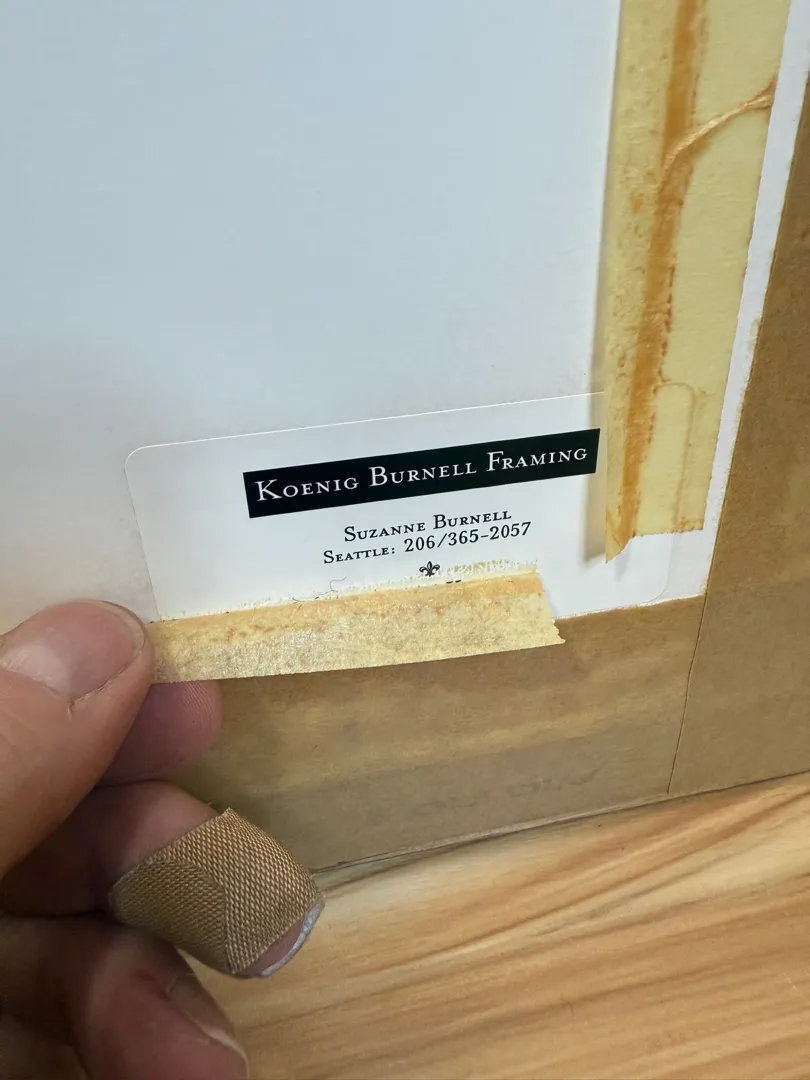 Koenig Burnell Framing
Suzanne Burnell
Seattle: 206/365-2057